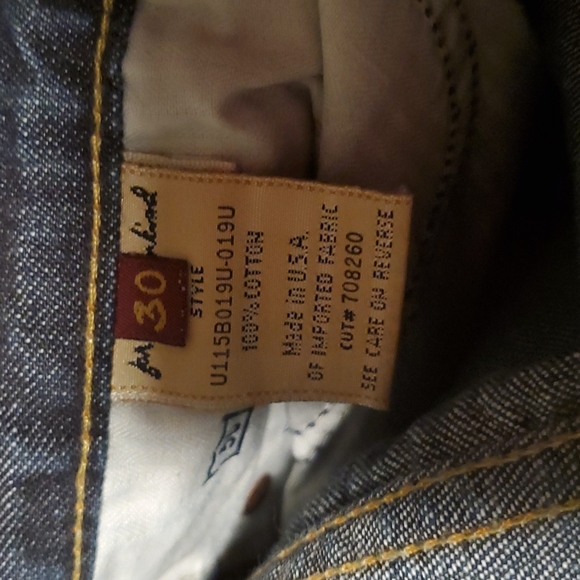 for
30
STYLE
U115B019U-019U
100% COTTON
Made in U.S.A.
OF IMPORTED FABRIC
CUT# 708260
SEE CARE ON REVERSE